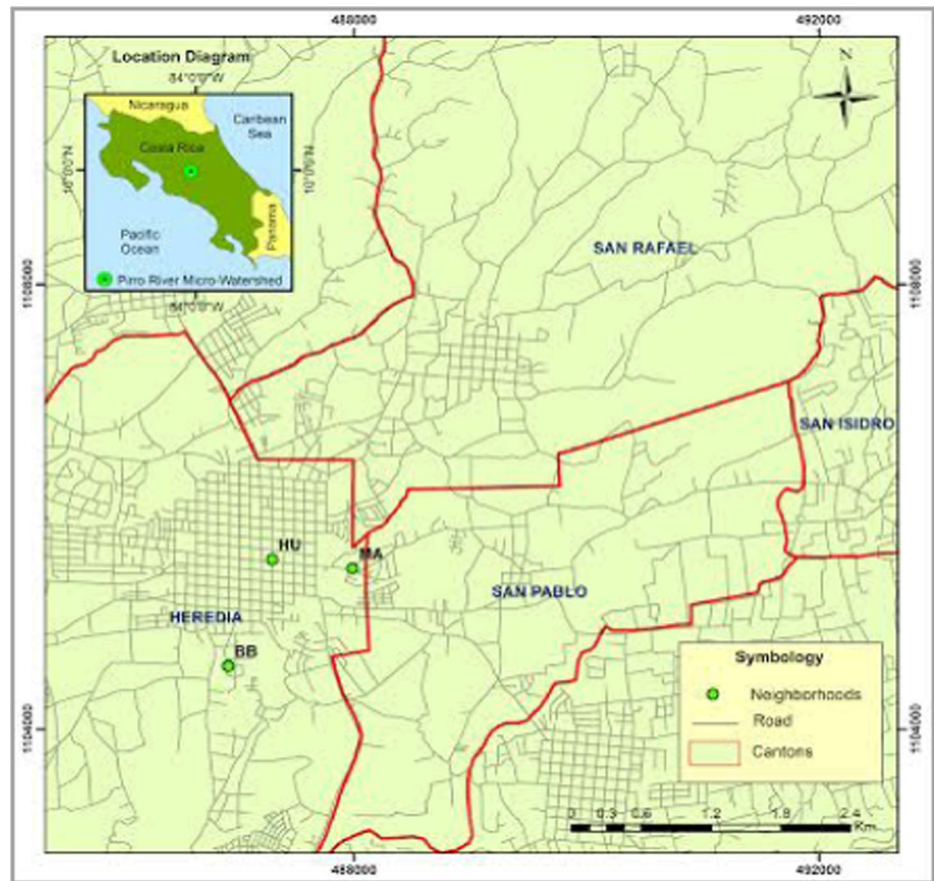 488000
492000
Location Diagram
84°0'0"W
Nicaragua
Caribbean
Sea
Costa Rica
10°0'0"N
10°0'0"N
Panama
Pacific
Ocean
Pirro River Micro-Watershed
84°0'0"W
N
SAN RAFAEL
1108000
1108000
SAN ISIDRO
HU
MA
SAN PABLO
HEREDIA
BB
Symbology
Neighborhoods
Road
Cantons
1104000
1104000
0 0.3 0.6 1.2 1.8 2.4
Km
488000
492000